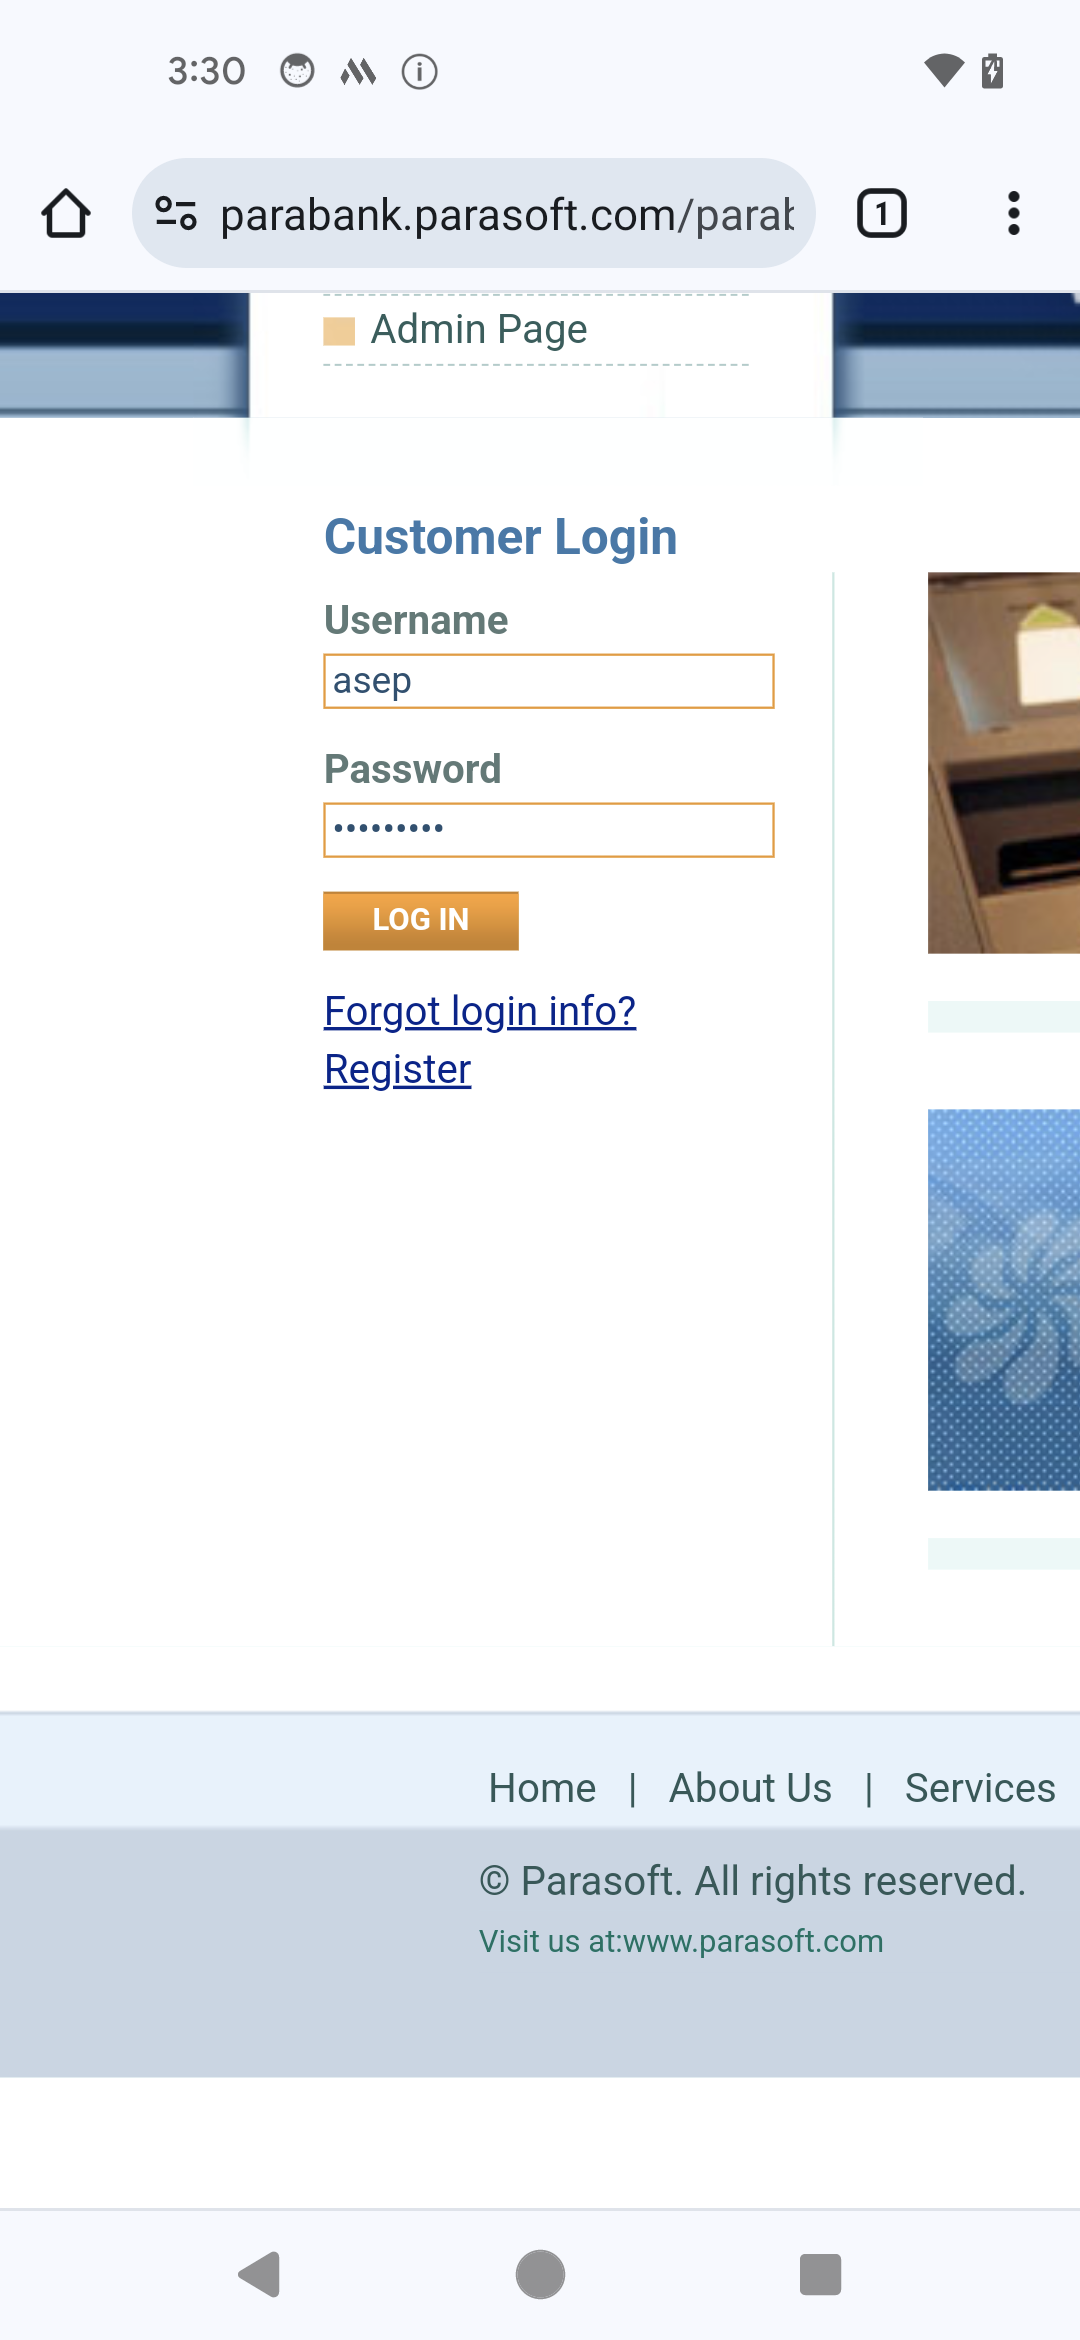 3:30
parabank.parasoft.com/parab
1
Admin Page
Customer Login
Username
asep
Password
•••••••••
LOG IN
Forgot login info?
Register
Home | About Us | Services
© Parasoft. All rights reserved.
Visit us at:www.parasoft.com